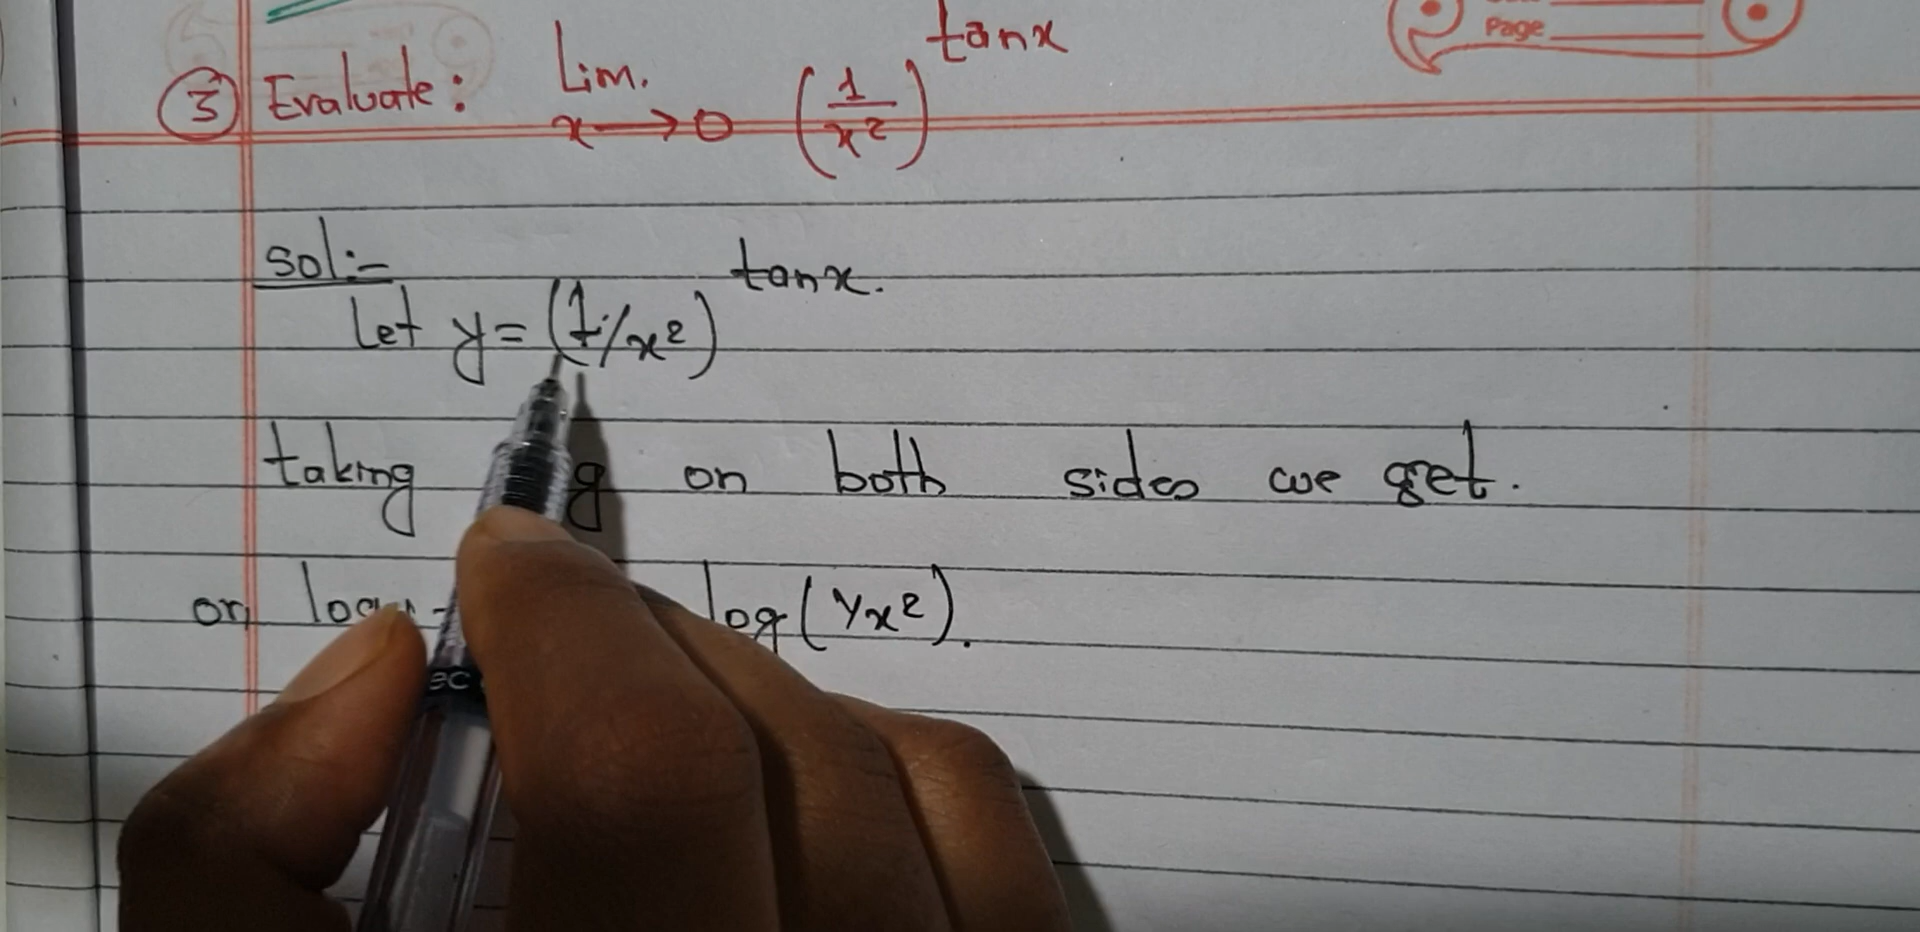 Page
③ Evaluate: Lim. x→0 (1/x²)^tanx
Sol:-
Let y = (1/x²)^tanx.
taking on both sides we get.
or, log(1/x²).